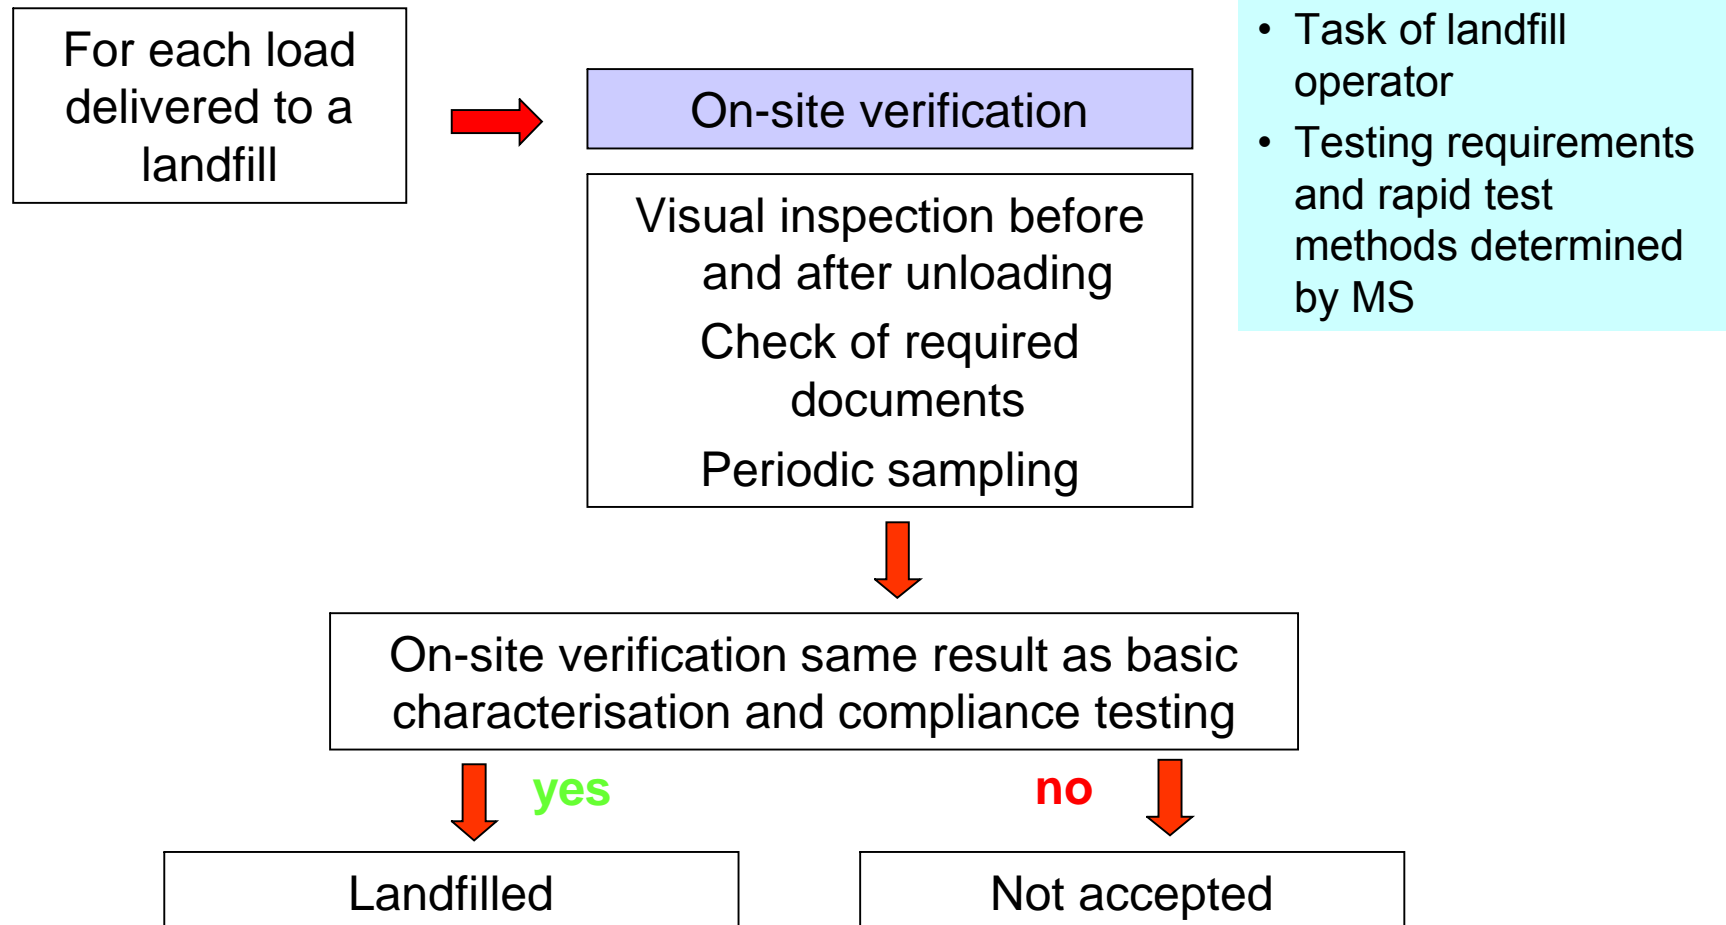 For each load
delivered to a
landfill
On-site verification
• Task of landfill
operator
• Testing requirements
and rapid test
methods determined
by MS
Visual inspection before
and after unloading
Check of required
documents
Periodic sampling
On-site verification same result as basic
characterisation and compliance testing
yes
no
Landfilled
Not accepted